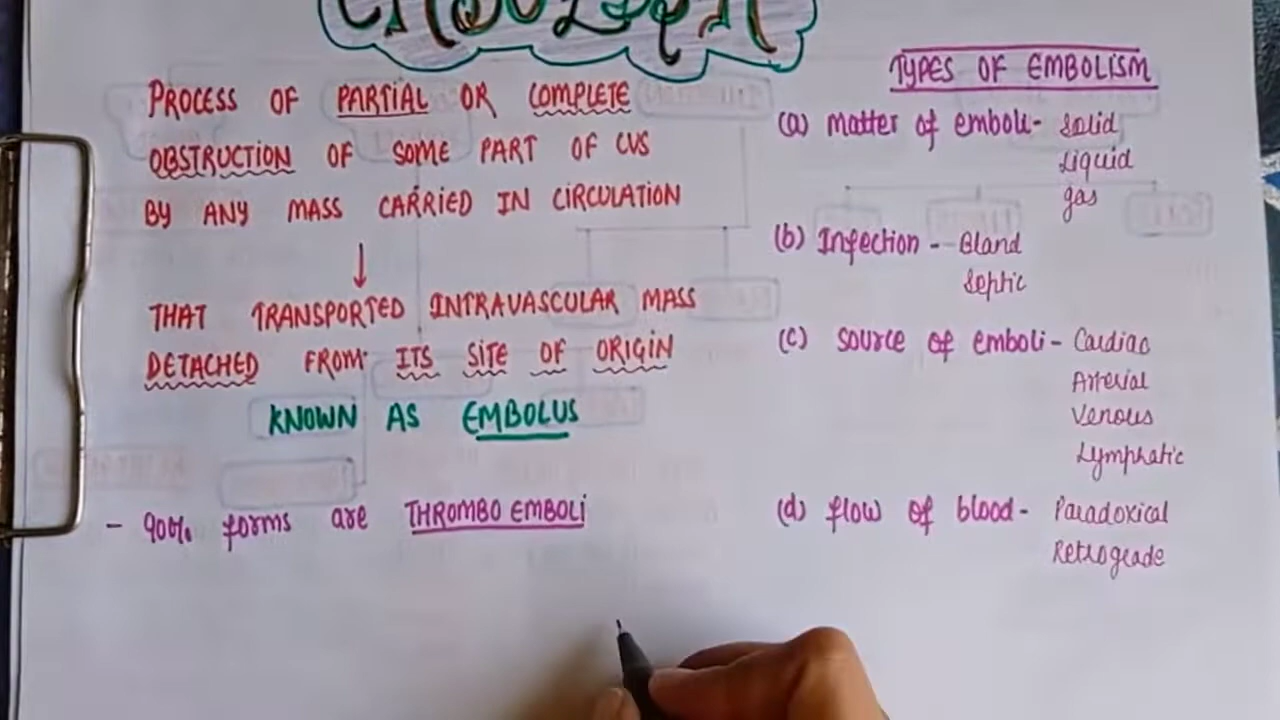 EMBOLISM
PROCESS OF PARTIAL OR COMPLETE
OBSTRUCTION OF SOME PART OF CVS
BY ANY MASS CARRIED IN CIRCULATION
↓
THAT TRANSPORTED INTRAVASCULAR MASS
DETACHED FROM ITS SITE OF ORIGIN
KNOWN AS EMBOLUS
- 90% forms are THROMBO EMBOLi
TYPES OF EMBOLISM
(a) matter of emboli- Solid
Liquid
gas
(b) Infection - Bland
Septic
(c) source of emboli - Cardiac
Arterial
Venous
Lymphatic
(d) flow of blood - Paradoxical
Retrograde